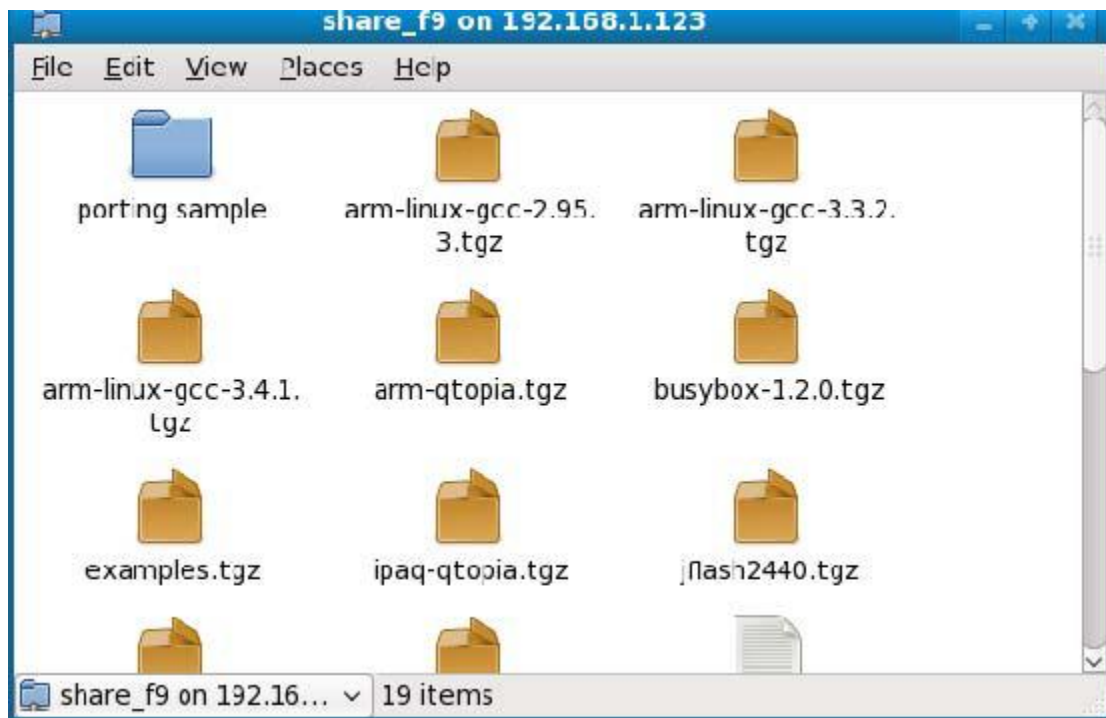 share_f9 on 192.168.1.123
File Edit View Places Help
porting sample
arm-linux-gcc-2.95.
3.tgz
arm-linux-gcc-3.3.2.
tgz
arm-linux-gcc-3.4.1.
tgz
arm-qtopia.tgz
busybox-1.2.0.tgz
examples.tgz
ipaq-qtopia.tgz
jflash2440.tgz
share_f9 on 192.16... 19 items